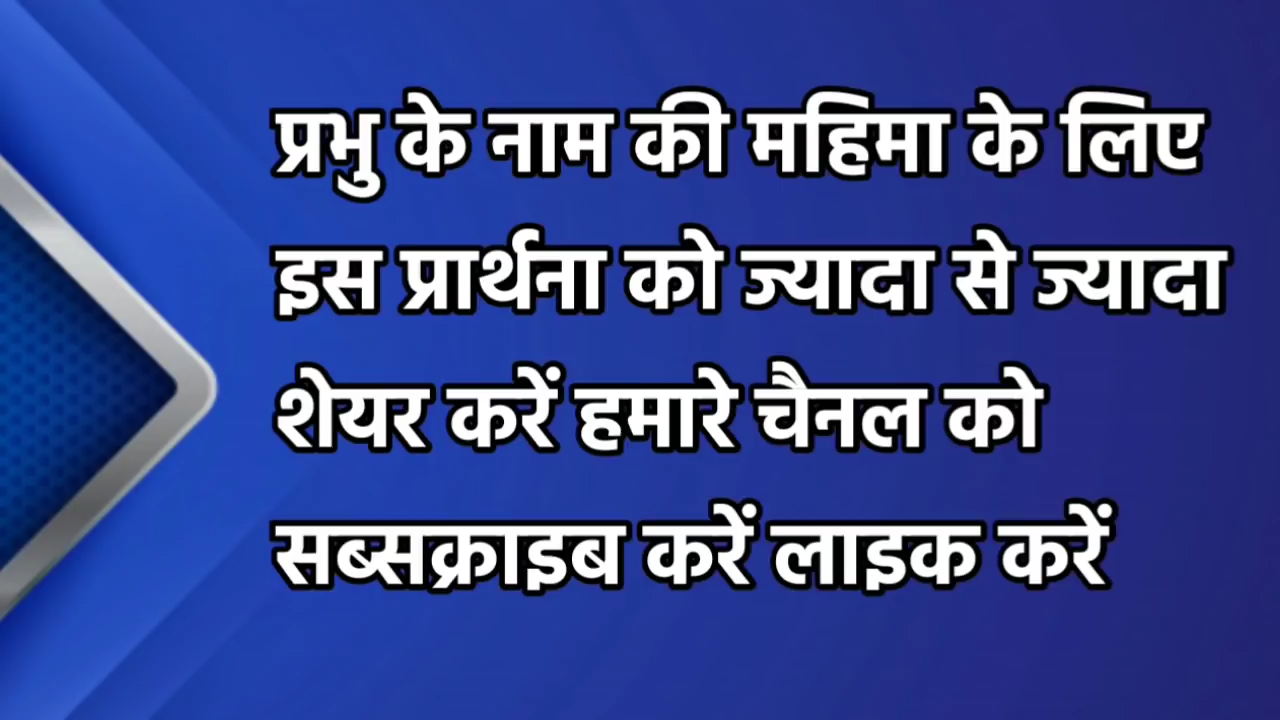 प्रभु के नाम की महिमा के लिए
इस प्रार्थना को ज्यादा से ज्यादा
शेयर करें हमारे चैनल को
सब्सक्राइब करें लाइक करें